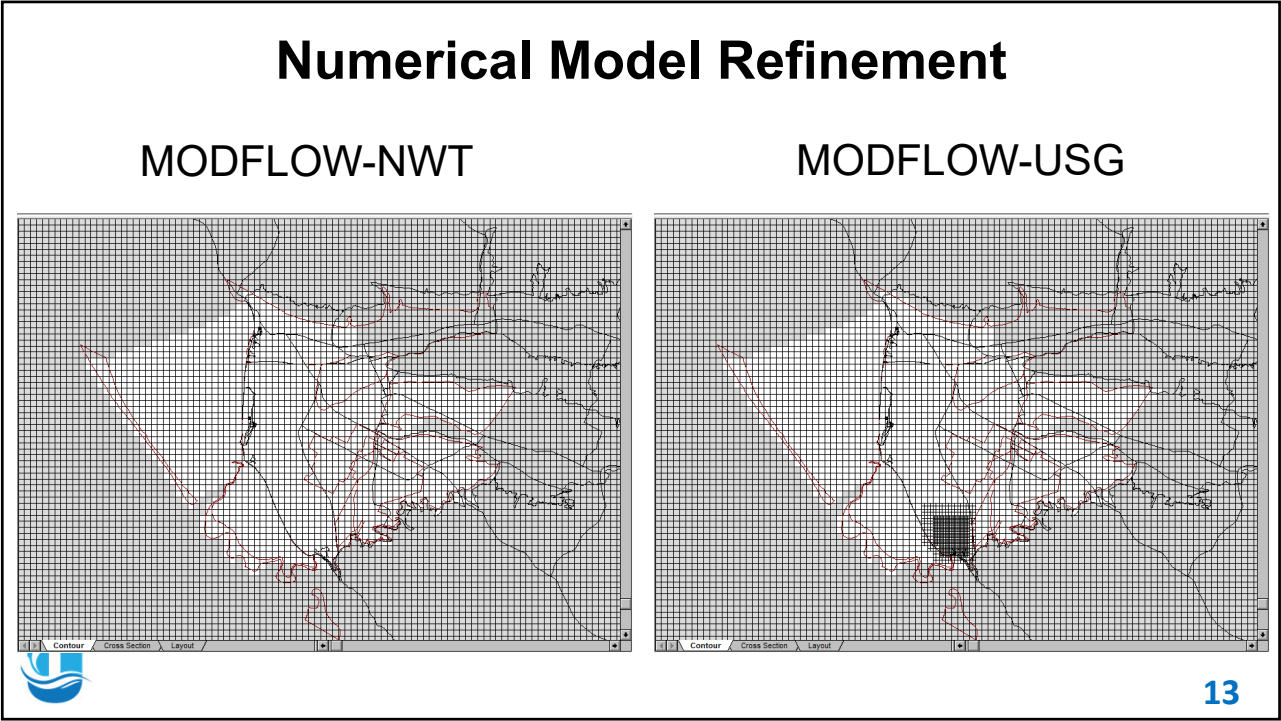 Numerical Model Refinement
MODFLOW-NWT
MODFLOW-USG
Contour Cross Section Layout
Contour Cross Section Layout
13